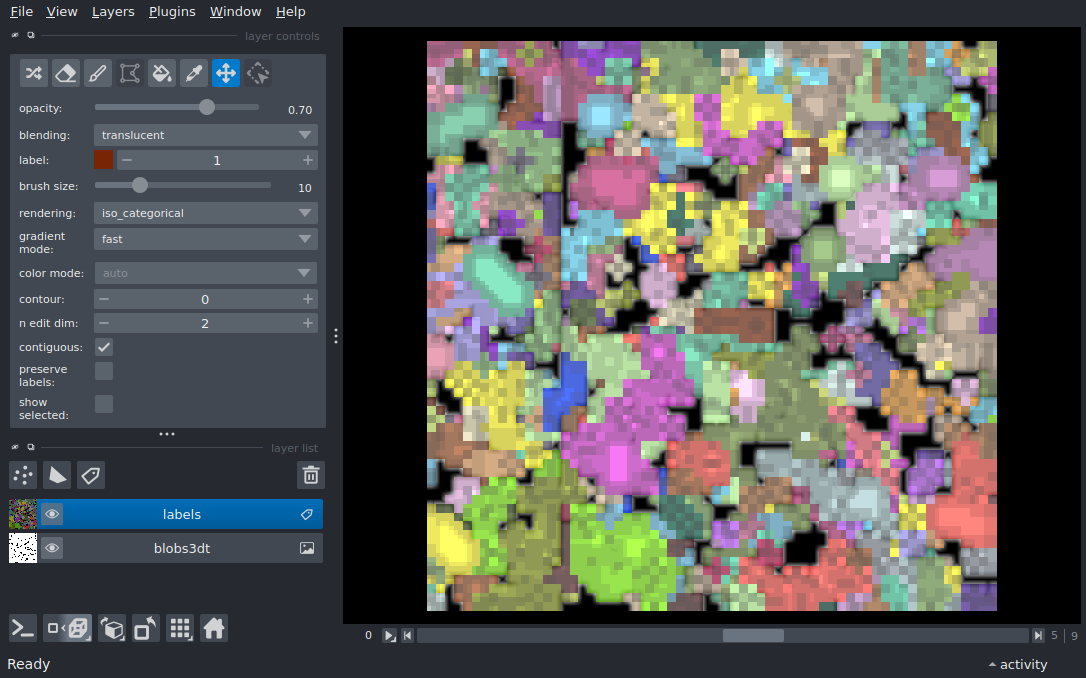 File View Layers Plugins Window Help
layer controls
opacity: 0.70
blending: translucent
label: 1
brush size: 10
rendering: iso_categorical
gradient
mode: fast
color mode: auto
contour: 0
n edit dim: 2
contiguous:
preserve
labels:
show
selected:
layer list
labels
blobs3dt
0 5 9
Ready activity